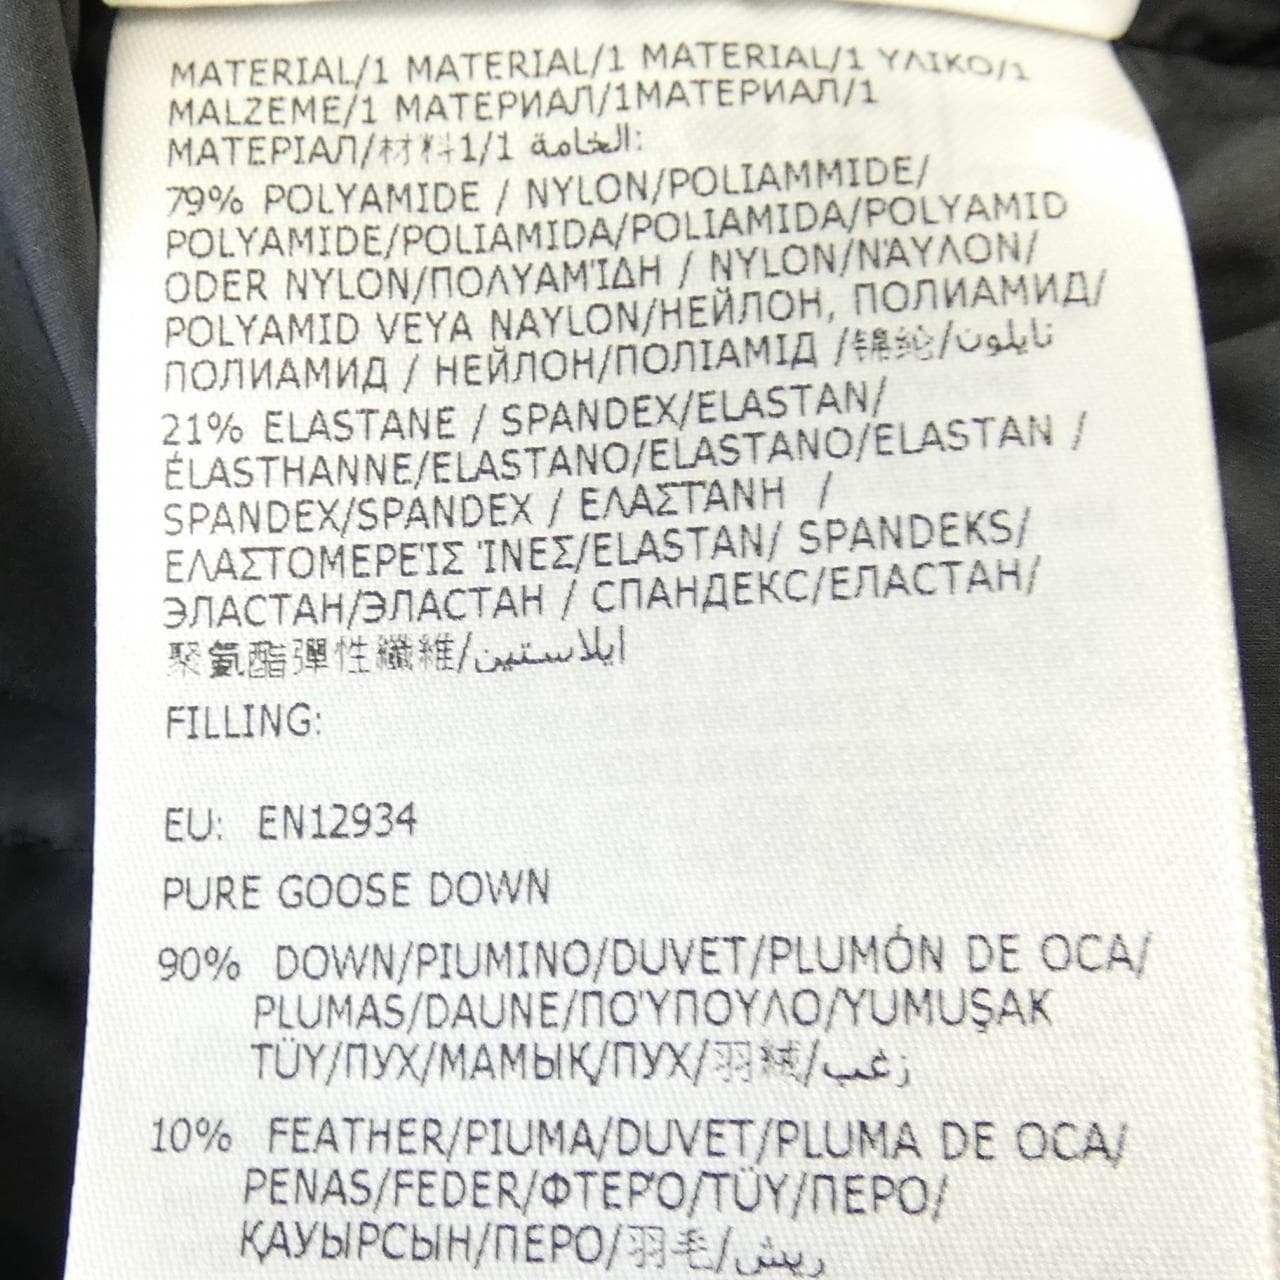 MATERIAL/1 MATERIAL/1 MATERIAL/1 ΥΛΙΚΟ/1
MALZEME/1 МАТЕРИАЛ/1МАТЕРИАЛ/1
МАТЕРІАЛ/材料1/1 الخامة:
79% POLYAMIDE / NYLON/POLIAMMIDE/
POLYAMIDE/POLIAMIDA/POLIAMIDA/POLYAMID
ODER NYLON/ΠΟΛΥΑΜΊΔΗ / NYLON/ΝΆΥΛΟΝ/
POLYAMID VEYA NAYLON/НЕЙЛОН, ПОЛИАМИД/
ПОЛИАМИД / НЕЙЛОН/ПОЛІАМІД /锦纶/نايلون
21% ELASTANE / SPANDEX/ELASTAN/
ÉLASTHANNE/ELASTANO/ELASTANO/ELASTAN /
SPANDEX/SPANDEX / ΕΛΑΣΤΆΝΗ /
ΕΛΑΣΤΟΜΕΡΕΊΣ ΊΝΕΣ/ELASTAN/ SPANDEKS/
ЭЛАСТАН/ЭЛАСТАН / СПАНДЕКС/ЕЛАСТАН/
聚氨酯彈性纖維/ايلاستين
FILLING:
EU: EN12934
PURE GOOSE DOWN
90% DOWN/PIUMINO/DUVET/PLUMÓN DE OCA/
PLUMAS/DAUNE/ΠΟΎΠΟΥΛΟ/YUMUŞAK
TÜY/ПУХ/МАМЫҚ/ПУХ/羽絨/زغب
10% FEATHER/PIUMA/DUVET/PLUMA DE OCA/
PENAS/FEDER/ΦΤΕΡΌ/TÜY/ПЕРО/
ҚАУЫРСЫН/ПЕРО/羽毛/ريش